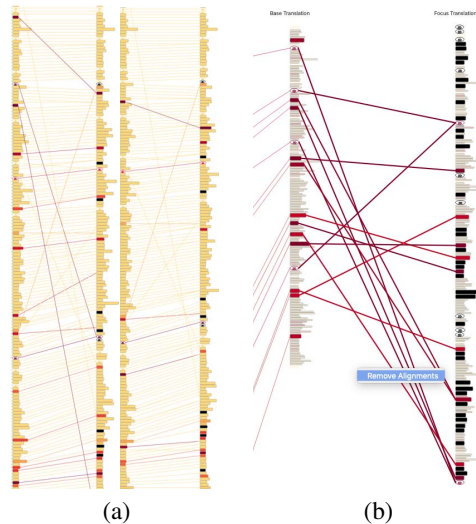 Base Translation
Focus Translation
Remove Alignments
(a)
(b)